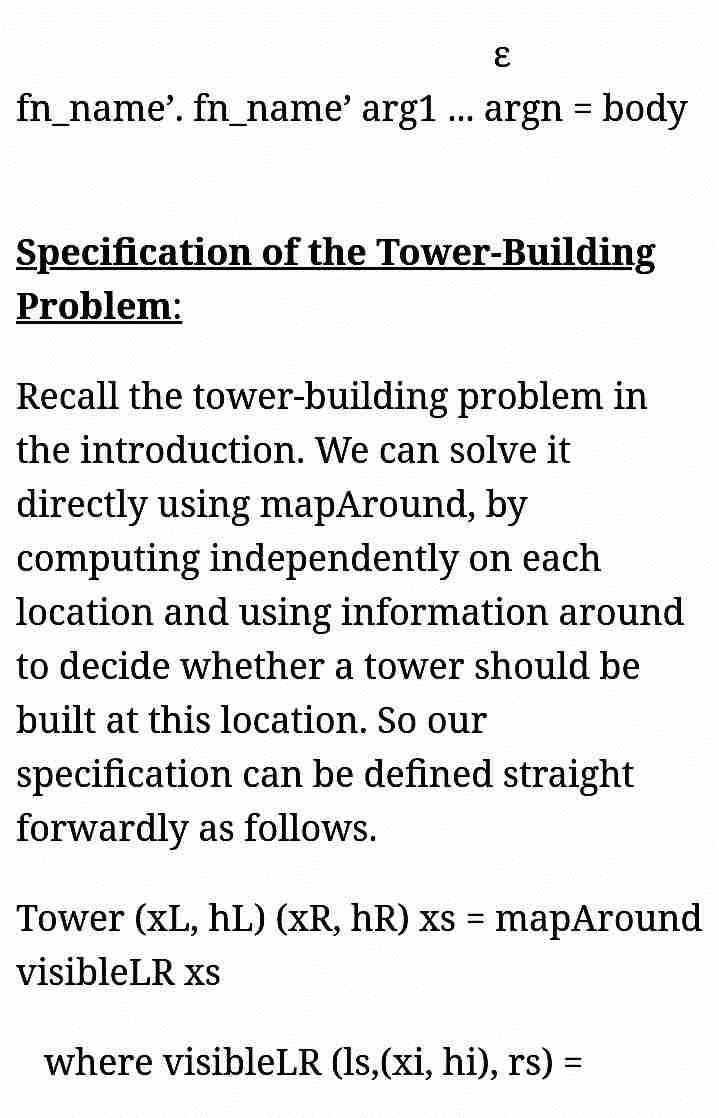 ε
fn_name’. fn_name’ arg1 ... argn = body
Specification of the Tower-Building
Problem:
Recall the tower-building problem in
the introduction. We can solve it
directly using mapAround, by
computing independently on each
location and using information around
to decide whether a tower should be
built at this location. So our
specification can be defined straight
forwardly as follows.
Tower (xL, hL) (xR, hR) xs = mapAround
visibleLR xs
where visibleLR (ls,(xi, hi), rs) =